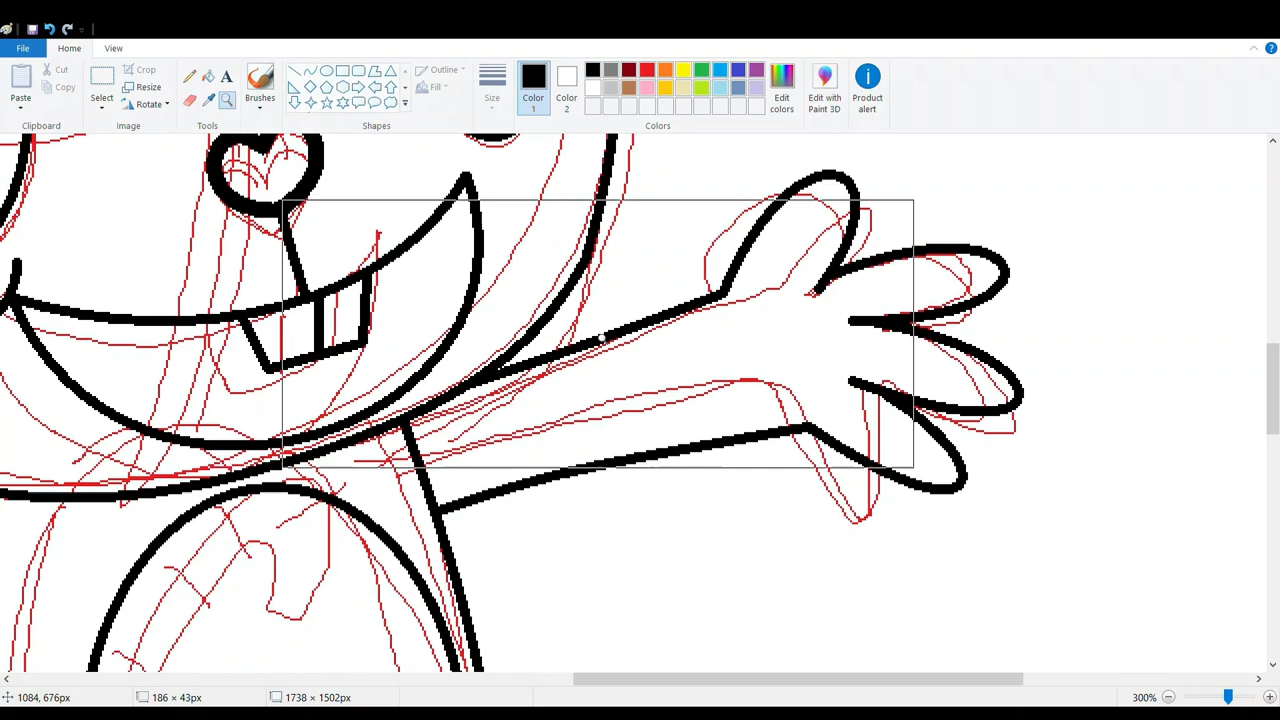 File Home View
Cut
Copy
Paste
Clipboard
Select
Crop
Resize
Rotate
Image
A
Tools
Brushes
Outline
Fill
Shapes
Size
Color
1
Color
2
Colors
Edit
colors
Edit with
Paint 3D
Product
alert
1084, 676px
186 × 43px
1738 × 1502px
300%